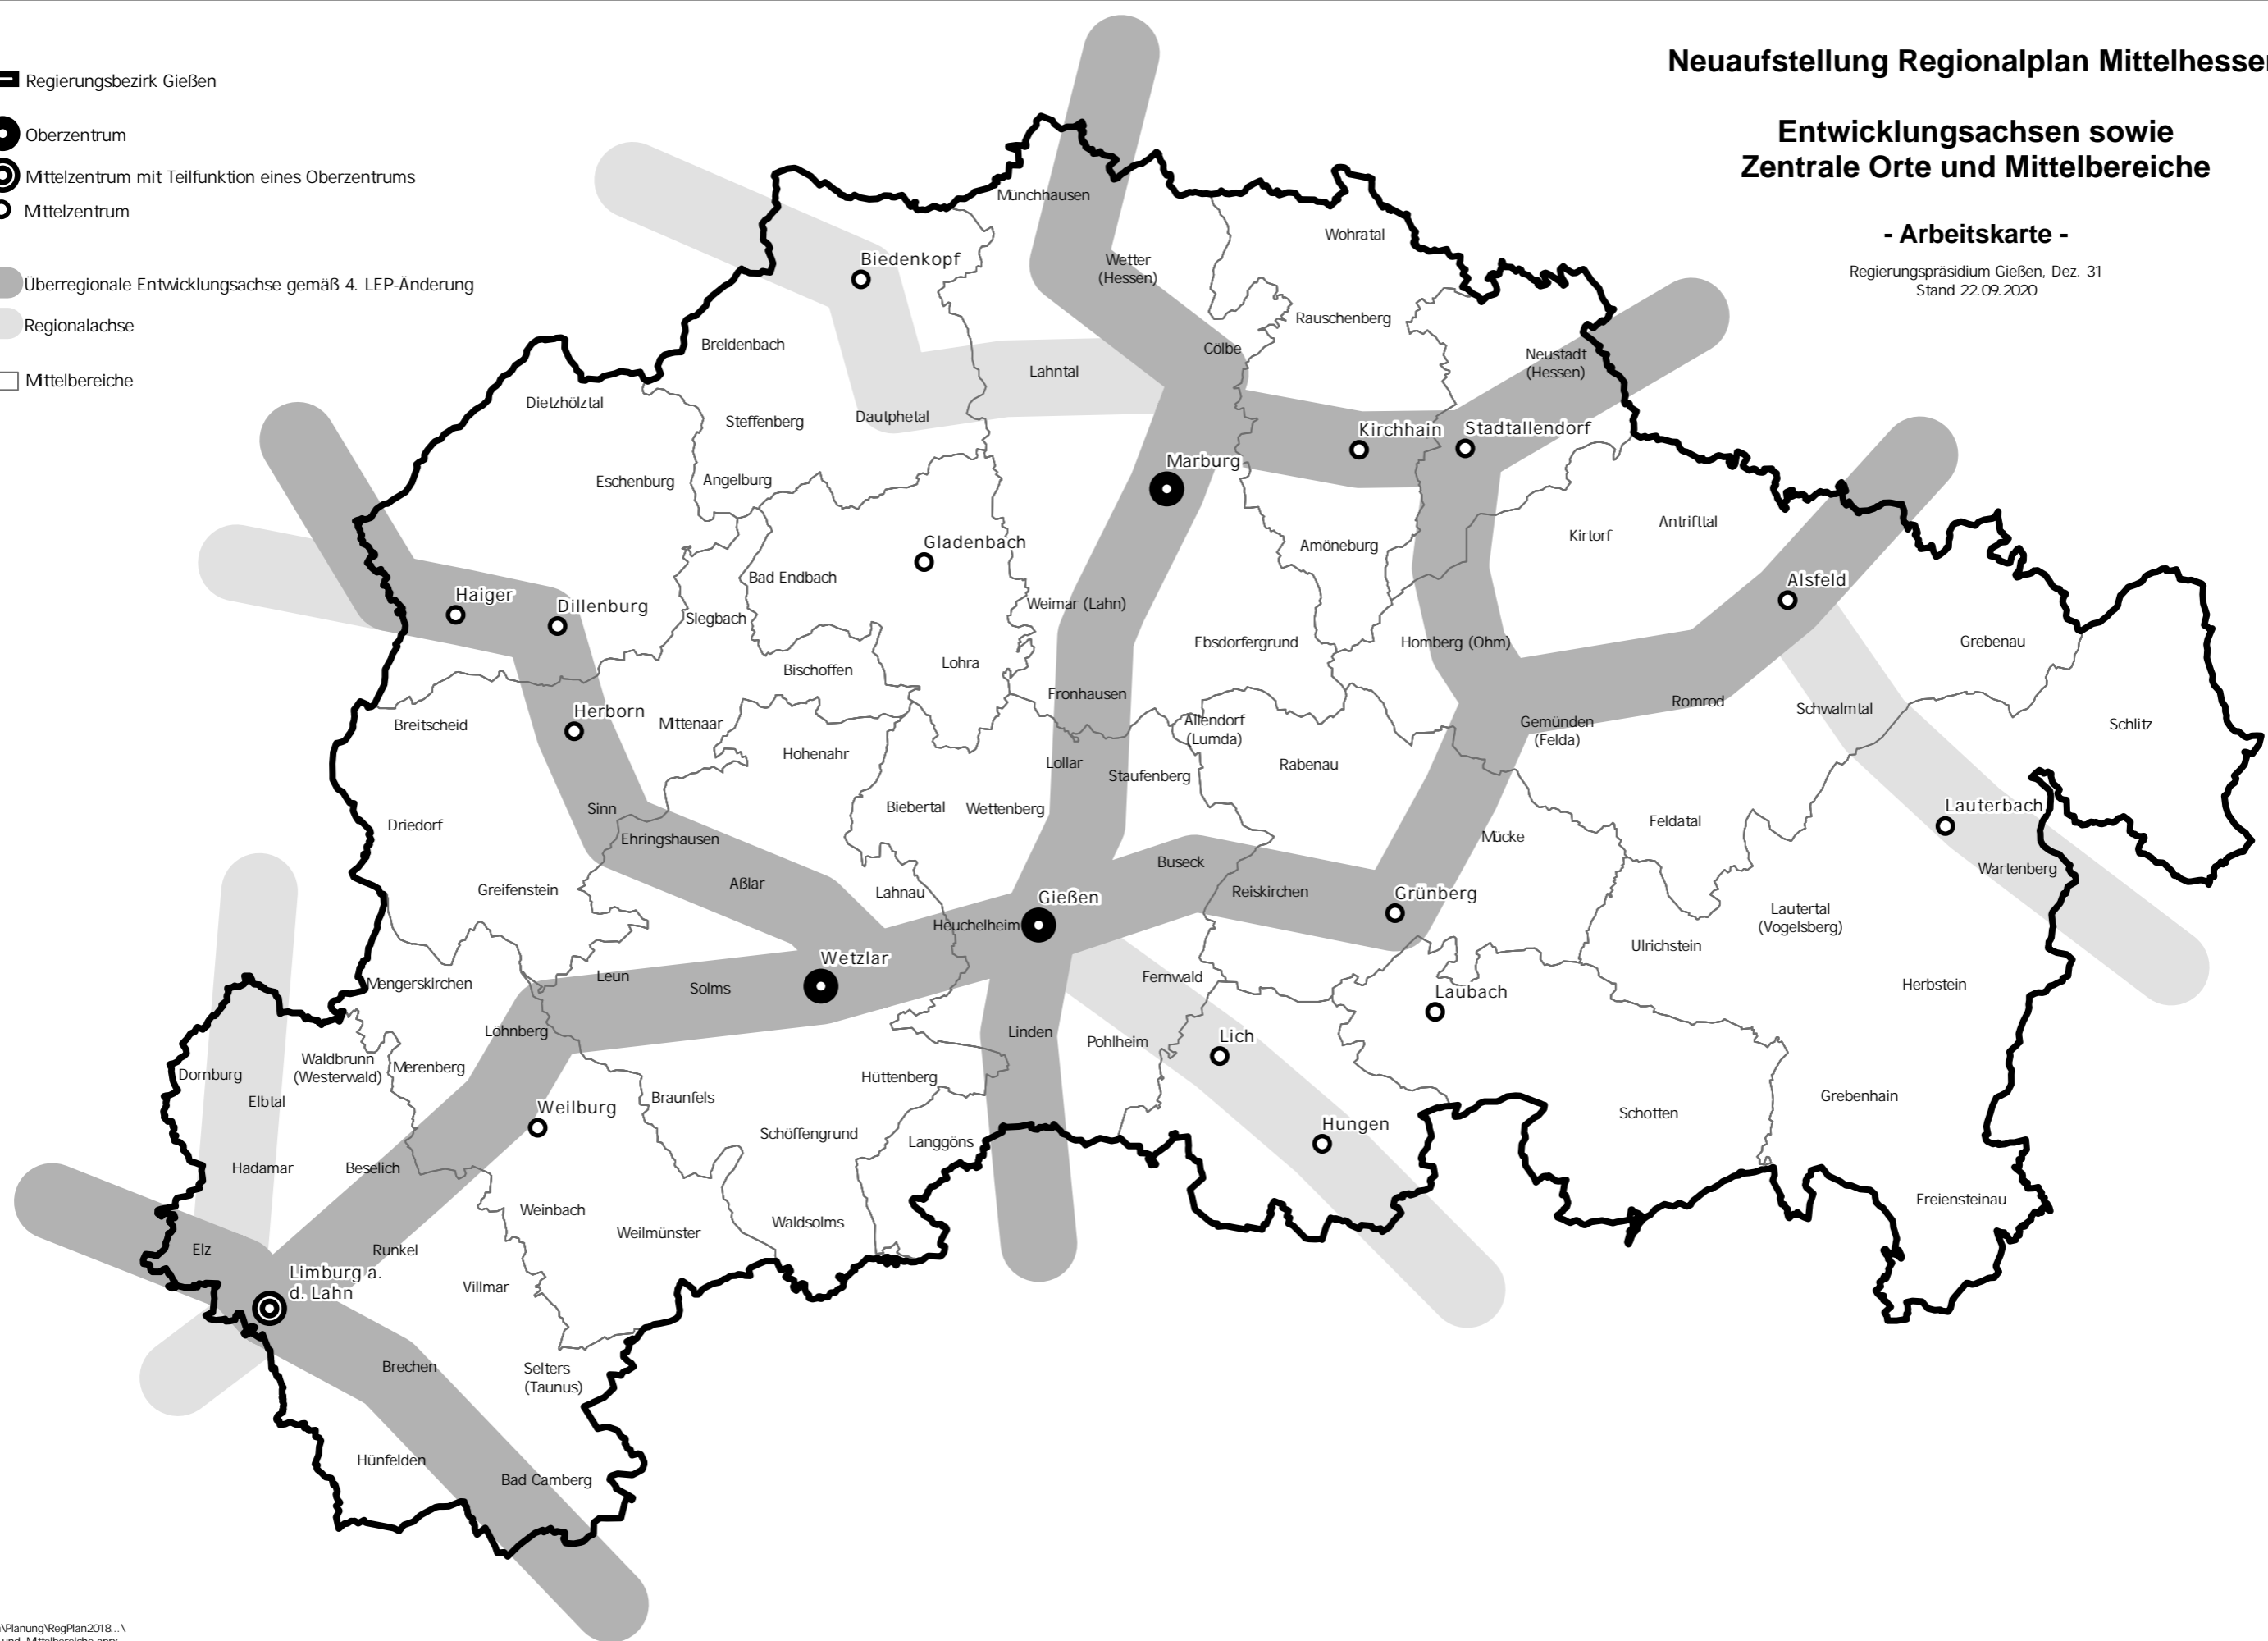 Neuaufstellung Regionalplan Mittelhessen
Entwicklungsachsen sowie
Zentrale Orte und Mittelbereiche
- Arbeitskarte -
Regierungspräsidium Gießen, Dez. 31
Stand 22.09.2020
Regierungsbezirk Gießen
Oberzentrum
Mittelzentrum mit Teilfunktion eines Oberzentrums
Mittelzentrum
Überregionale Entwicklungsachse gemäß 4. LEP-Änderung
Regionalachse
Mittelbereiche
Münchhausen
Wohratal
Biedenkopf
Wetter
(Hessen)
Rauschenberg
Breidenbach
Cölbe
Neustadt
(Hessen)
Lahntal
Dietzhölztal
Steffenberg
Dautphetal
Kirchhain
Stadtallendorf
Marburg
Eschenburg
Angelburg
Antrifttal
Kirtorf
Amöneburg
Gladenbach
Bad Endbach
Alsfeld
Haiger
Dillenburg
Weimar (Lahn)
Siegbach
Ebsdorfergrund
Homberg (Ohm)
Grebenau
Bischoffen
Lohra
Fronhausen
Romrod
Schwalmtal
Herborn
Breitscheid
Mittenaar
Allendorf
(Lumda)
Gemünden
(Felda)
Schlitz
Hohenahr
Lollar
Staufenberg
Rabenau
Sinn
Biebertal
Wettenberg
Lauterbach
Driedorf
Ehringshausen
Feldatal
Mücke
Buseck
Wartenberg
Greifenstein
Aßlar
Lahnau
Reiskirchen
Grünberg
Gießen
Heuchelheim
Lautertal
(Vogelsberg)
Ulrichstein
Wetzlar
Leun
Solms
Fernwald
Mengerskirchen
Herbstein
Laubach
Löhnberg
Linden
Pohlheim
Lich
Waldbrunn
(Westerwald)
Merenberg
Dornburg
Elbtal
Hüttenberg
Braunfels
Weilburg
Grebenhain
Schotten
Schöffengrund
Langgöns
Hungen
Hadamar
Beselich
Freiensteinau
Weinbach
Weilmünster
Waldsolms
Elz
Runkel
Limburg a.
d. Lahn
Villmar
Brechen
Selters
(Taunus)
Hünfelden
Bad Camberg
\Planung\RegPlan2018...\